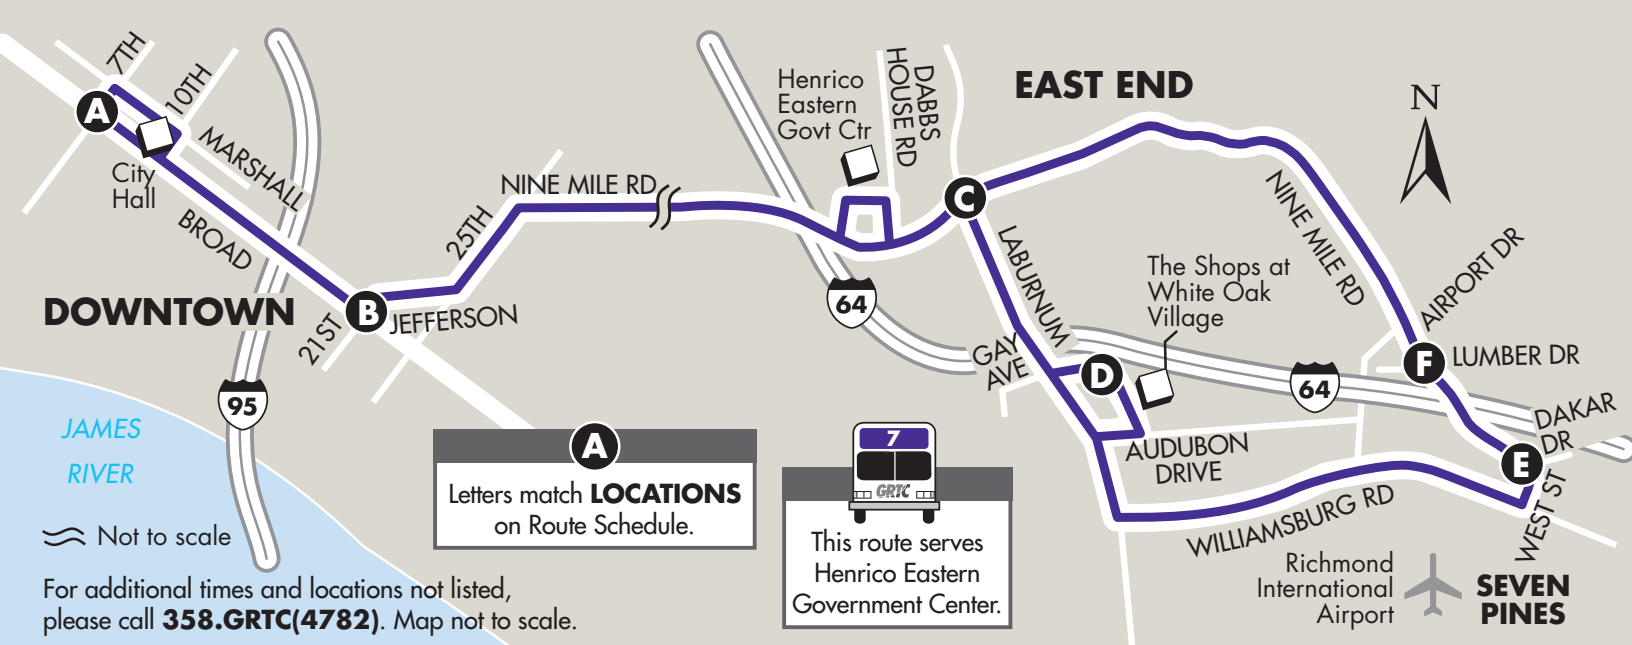 7TH
10TH
A
MARSHALL
City
Hall
BROAD
DOWNTOWN
21ST
B
JEFFERSON
25TH
NINE MILE RD
95
JAMES
RIVER
Not to scale
For additional times and locations not listed,
please call 358.GRTC(4782). Map not to scale.
A
Letters match LOCATIONS
on Route Schedule.
7
GRTC
This route serves
Henrico Eastern
Government Center.
Henrico
Eastern
Govt Ctr
DABBS
HOUSE RD
C
EAST END
N
64
LABURNUM
GAY
AVE
D
The Shops at
White Oak
Village
AUDUBON
DRIVE
64
NINE MILE RD
AIRPORT DR
F
LUMBER DR
DAKAR
DR
E
WEST ST
WILLIAMSBURG RD
Richmond
International
Airport
SEVEN
PINES